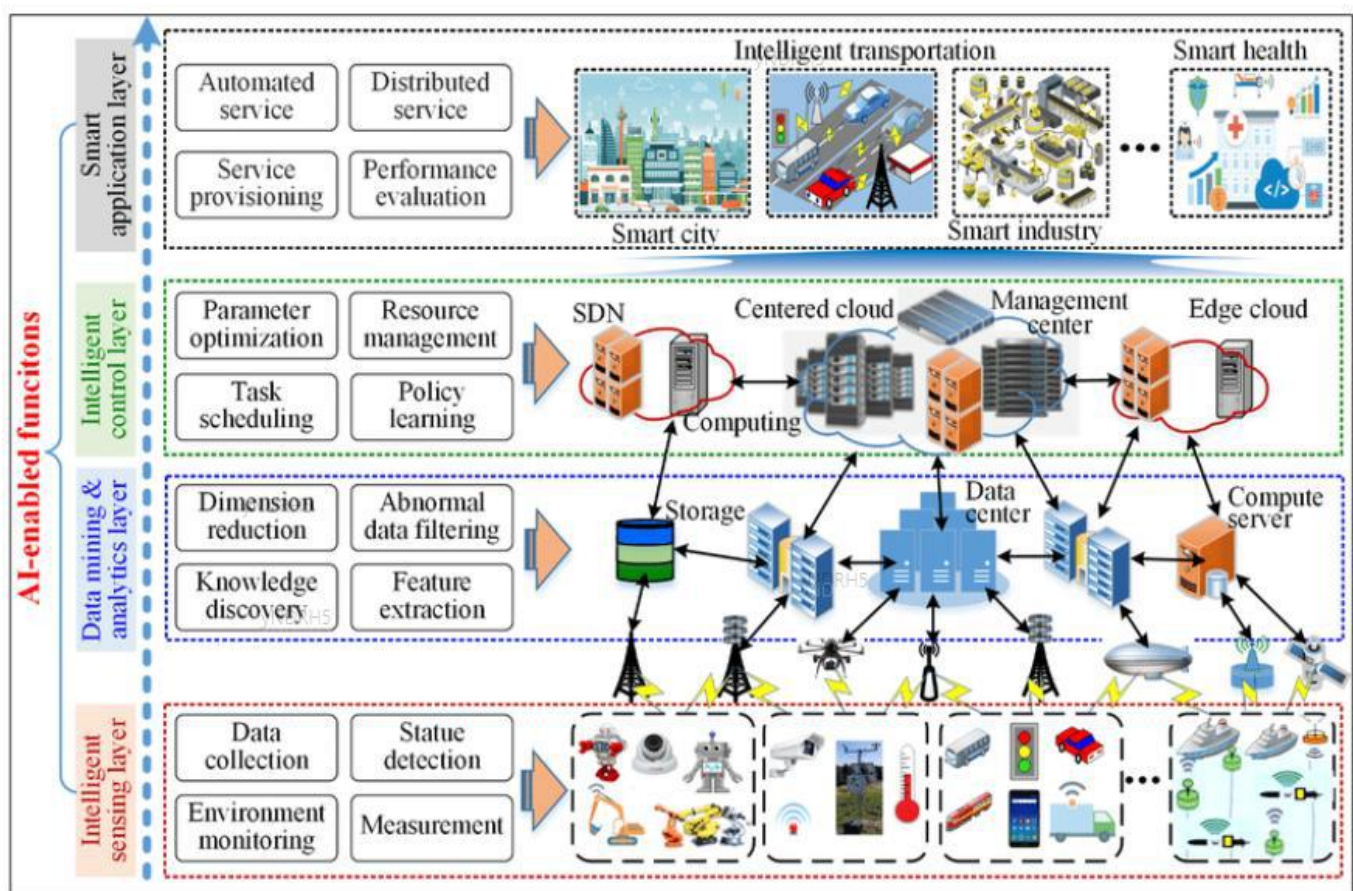 AI-enabled funcitons
Smart
application layer
Automated
service
Distributed
service
Service
provisioning
Performance
evaluation
Intelligent transportation
Smart health
Smart city
Smart industry
Intelligent
control layer
Parameter
optimization
Resource
management
Task
scheduling
Policy
learning
SDN
Centered cloud
Management
center
Edge cloud
Computing
Data mining &
analytics layer
Dimension
reduction
Abnormal
data filtering
Knowledge
discovery
Feature
extraction
Storage
Data
center
Compute
server
Intelligent
sensing layer
Data
collection
Statue
detection
Environment
monitoring
Measurement